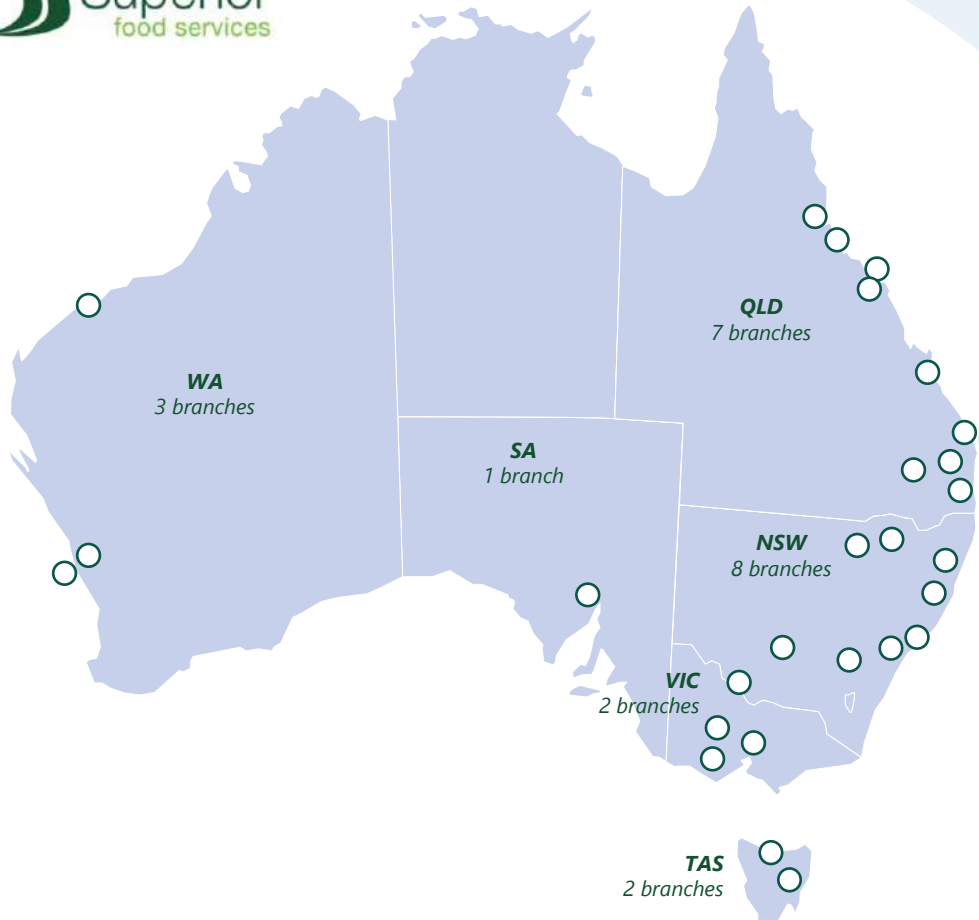 Superior
food services
QLD
7 branches
WA
3 branches
SA
1 branch
NSW
8 branches
VIC
2 branches
TAS
2 branches